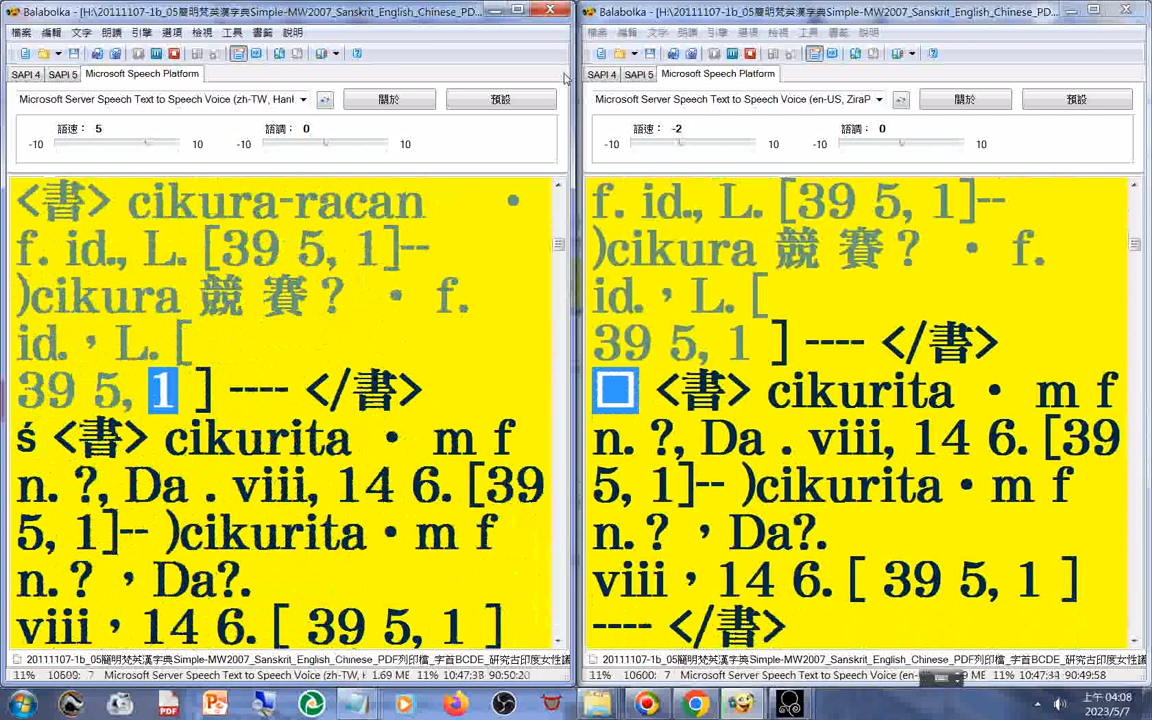 Balabolka - [H:\20111107-1b_05簡明梵英漢字典Simple-MW2007_Sanskrit_English_Chinese_PD...
檔案 編輯 文字 朗讀 引擎 選項 檢視 工具 書籤 說明
SAPI 4 SAPI 5 Microsoft Speech Platform
Microsoft Server Speech Text to Speech Voice (zh-TW, Hanl
關於
預設
語速: 5
語調: 0
-10 10 -10 10
<書> cikura-racan •
f. id., L. [39 5, 1]--
)cikura 競 賽? • f.
id.,L. [
39 5, 1 ] ---- </書>
ś <書> cikurita • m f
n. ?, Da . viii, 14 6. [39
5, 1]-- )cikurita • m f
n. ? ,Da?.
viii,14 6. [ 39 5, 1 ]
20111107-1b_05簡明梵英漢字典Simple-MW2007_Sanskrit_English_Chinese_PDF列印檔_字首BCDE_研究古印度女性議
11% 10509: 7 Microsoft Server Speech Text to Speech Voice (zh-TW, H 1.69 ME 11% 10:47:33 90:50:20
Balabolka - [H:\20111107-1b_05簡明梵英漢字典Simple-MW2007_Sanskrit_English_Chinese_PD...
檔案 編輯 文字 朗讀 引擎 選項 檢視 工具 書籤 說明
SAPI 4 SAPI 5 Microsoft Speech Platform
Microsoft Server Speech Text to Speech Voice (en-US, ZiraP
關於
預設
語速: -2
語調: 0
-10 10 -10 10
f. id., L. [39 5, 1]--
)cikura 競 賽? • f.
id.,L. [
39 5, 1 ] ---- </書>
<書> cikurita • m f
n. ?, Da . viii, 14 6. [39
5, 1]-- )cikurita • m f
n. ? ,Da?.
viii,14 6. [ 39 5, 1 ]
---- </書>
20111107-1b_05簡明梵英漢字典Simple-MW2007_Sanskrit_English_Chinese_PDF列印檔_字首BCDE_研究古印度女性議
11% 10600: 7 Microsoft Server Speech Text to Speech Voice (en-US, 11% 10:47:34 90:49:58
上午 04:08
2023/5/7